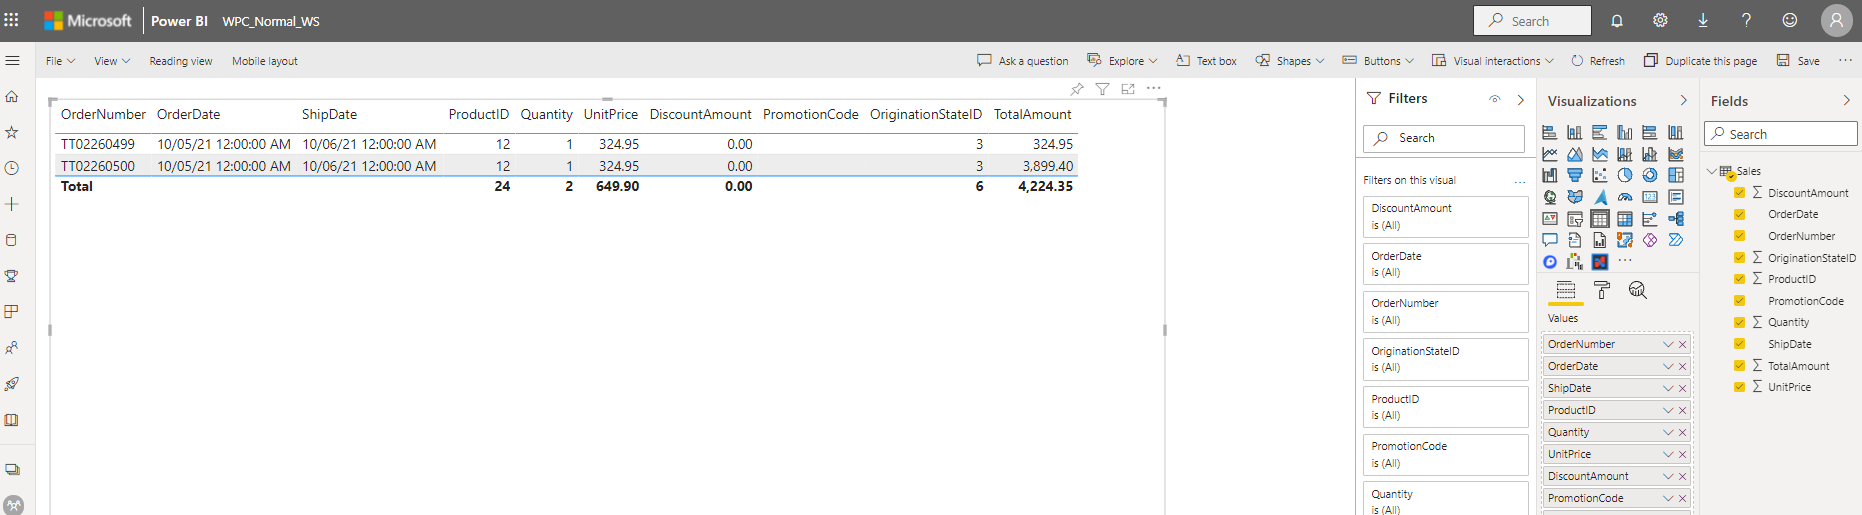 Microsoft Power BI WPC_Normal_WS Search
File View Reading view Mobile layout Ask a question Explore Text box Shapes Buttons Visual interactions Refresh Duplicate this page Save
OrderNumber OrderDate ShipDate ProductID Quantity UnitPrice DiscountAmount PromotionCode OriginationStateID TotalAmount
TT02260499 10/05/21 12:00:00 AM 10/06/21 12:00:00 AM 12 1 324.95 0.00 3 324.95
TT02260500 10/05/21 12:00:00 AM 10/06/21 12:00:00 AM 12 1 324.95 0.00 3 3,899.40
Total 24 2 649.90 0.00 6 4,224.35
Filters
Search
Filters on this visual
DiscountAmount
is (All)
OrderDate
is (All)
OrderNumber
is (All)
OriginationStateID
is (All)
ProductID
is (All)
PromotionCode
is (All)
Quantity
is (All)
Visualizations
Values
OrderNumber
OrderDate
ShipDate
ProductID
Quantity
UnitPrice
DiscountAmount
PromotionCode
Fields
Search
Sales
DiscountAmount
OrderDate
OrderNumber
OriginationStateID
ProductID
PromotionCode
Quantity
ShipDate
TotalAmount
UnitPrice